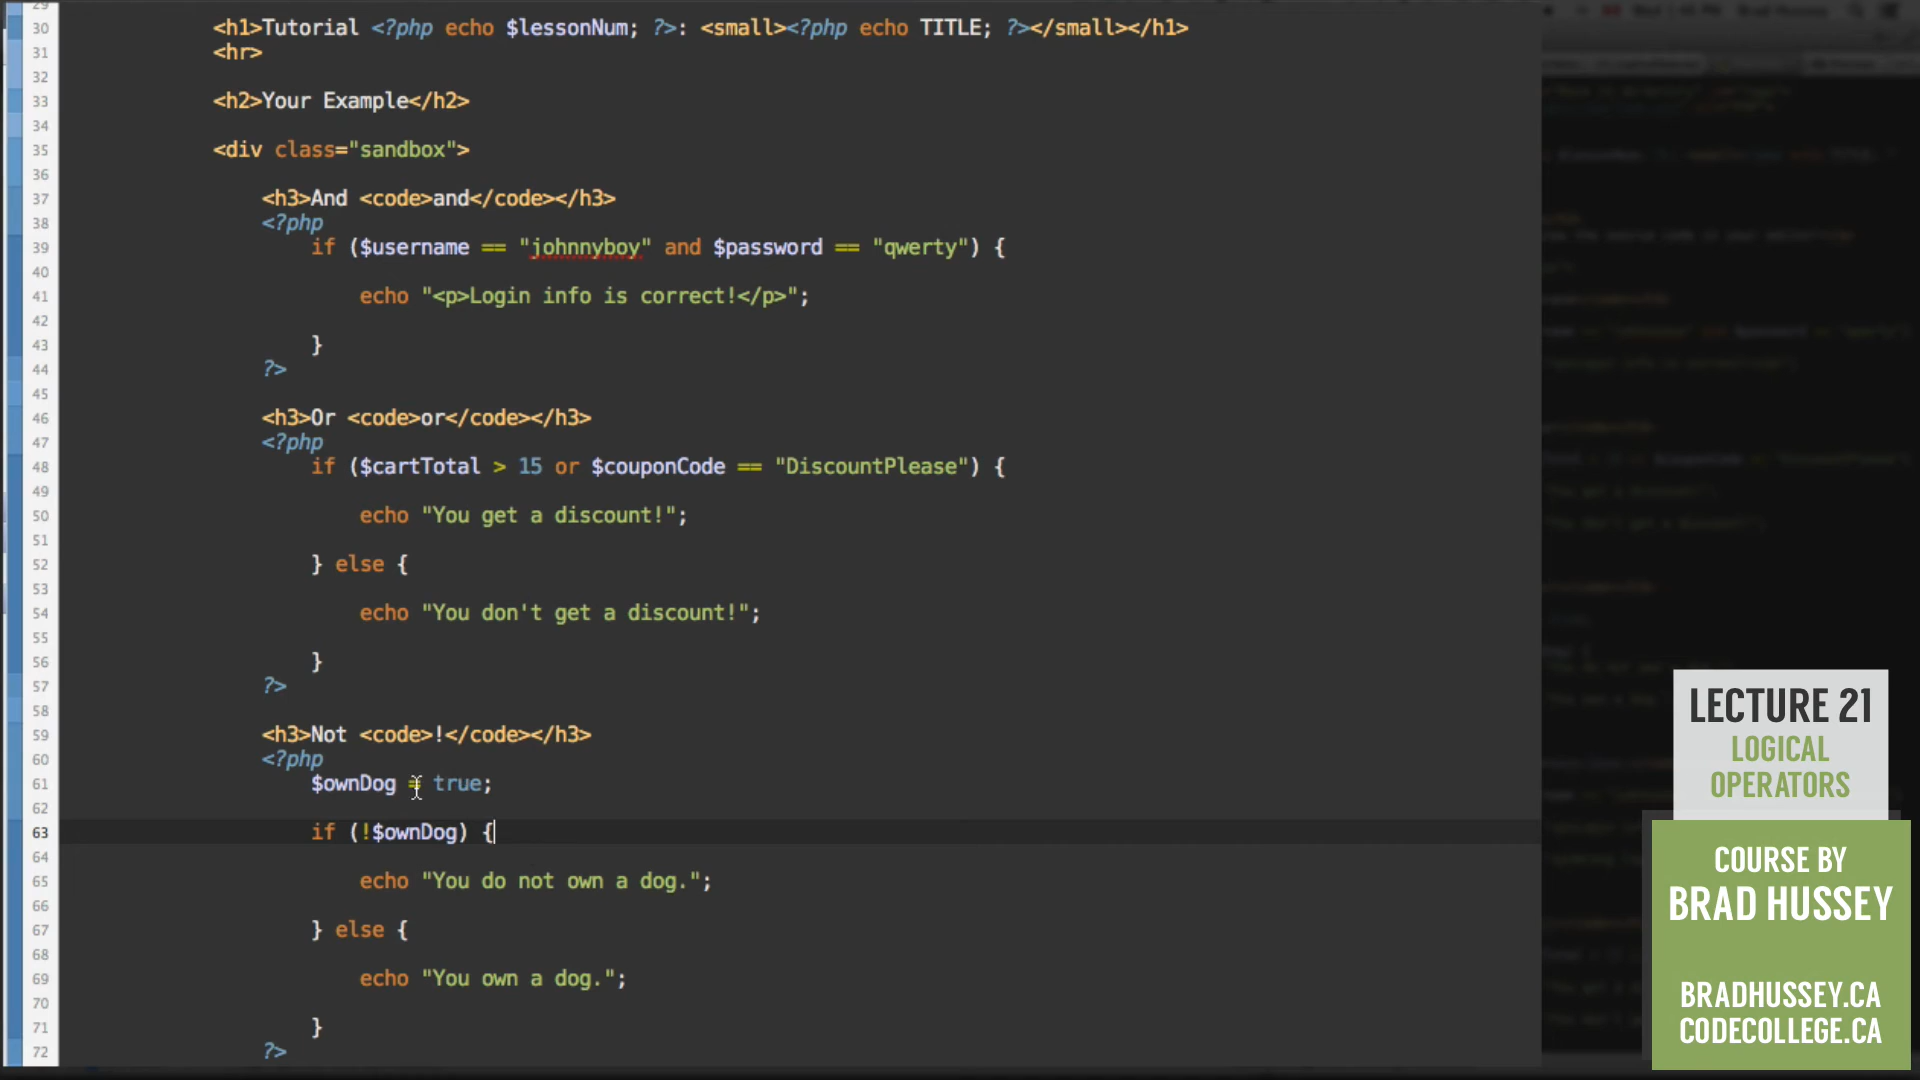 29
30 <h1>Tutorial <?php echo $lessonNum; ?>: <small><?php echo TITLE; ?></small></h1>
31 <hr>
32
33 <h2>Your Example</h2>
34
35 <div class="sandbox">
36
37 <h3>And <code>and</code></h3>
38 <?php
39 if ($username == "johnnyboy" and $password == "qwerty") {
40
41 echo "<p>Login info is correct!</p>";
42
43 }
44 ?>
45
46 <h3>Or <code>or</code></h3>
47 <?php
48 if ($cartTotal > 15 or $couponCode == "DiscountPlease") {
49
50 echo "You get a discount!";
51
52 } else {
53
54 echo "You don't get a discount!";
55
56 }
57 ?>
58
59 <h3>Not <code>!</code></h3>
60 <?php
61 $ownDog = true;
62
63 if (!$ownDog) {
64
65 echo "You do not own a dog.";
66
67 } else {
68
69 echo "You own a dog.";
70
71 }
72 ?>
LECTURE 21
LOGICAL
OPERATORS
COURSE BY
BRAD HUSSEY
BRADHUSSEY.CA
CODECOLLEGE.CA